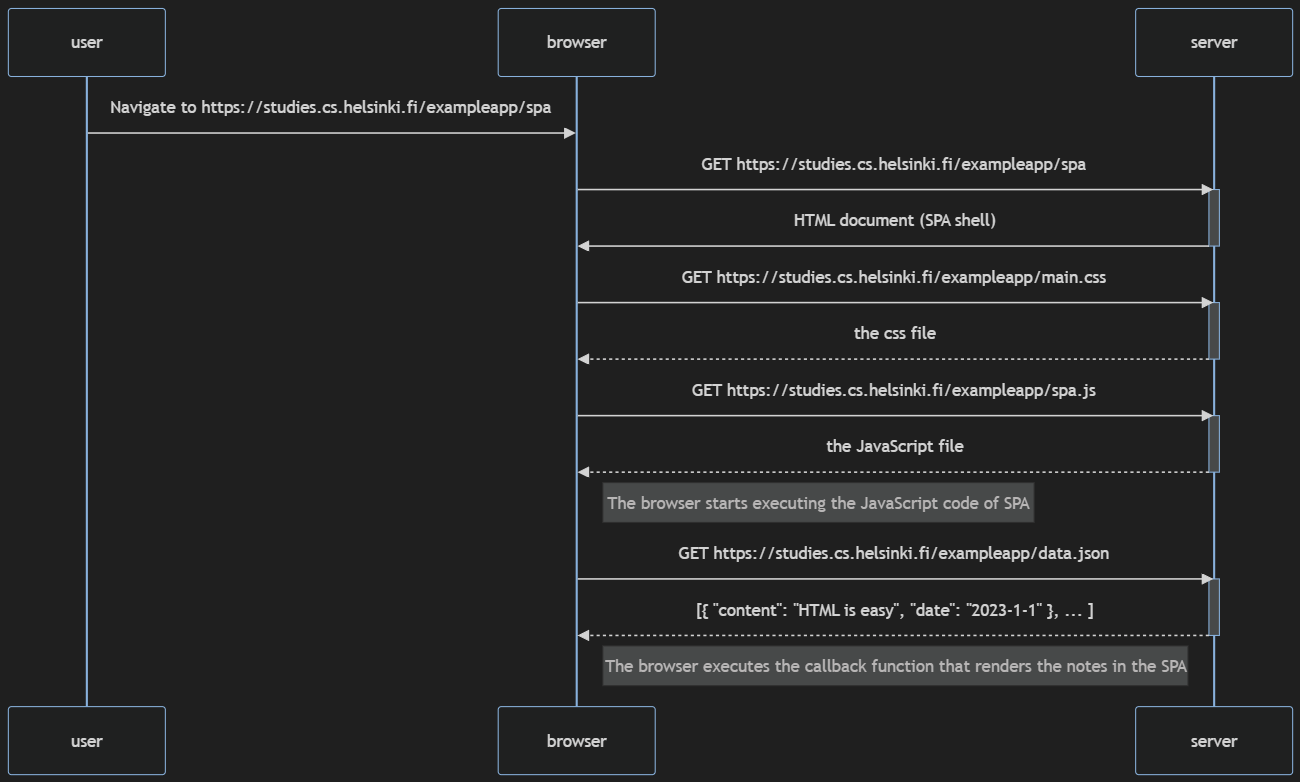 user browser server
Navigate to https://studies.cs.helsinki.fi/exampleapp/spa
GET https://studies.cs.helsinki.fi/exampleapp/spa
HTML document (SPA shell)
GET https://studies.cs.helsinki.fi/exampleapp/main.css
the css file
GET https://studies.cs.helsinki.fi/exampleapp/spa.js
the JavaScript file
The browser starts executing the JavaScript code of SPA
GET https://studies.cs.helsinki.fi/exampleapp/data.json
[{ "content": "HTML is easy", "date": "2023-1-1" }, ... ]
The browser executes the callback function that renders the notes in the SPA
user browser server